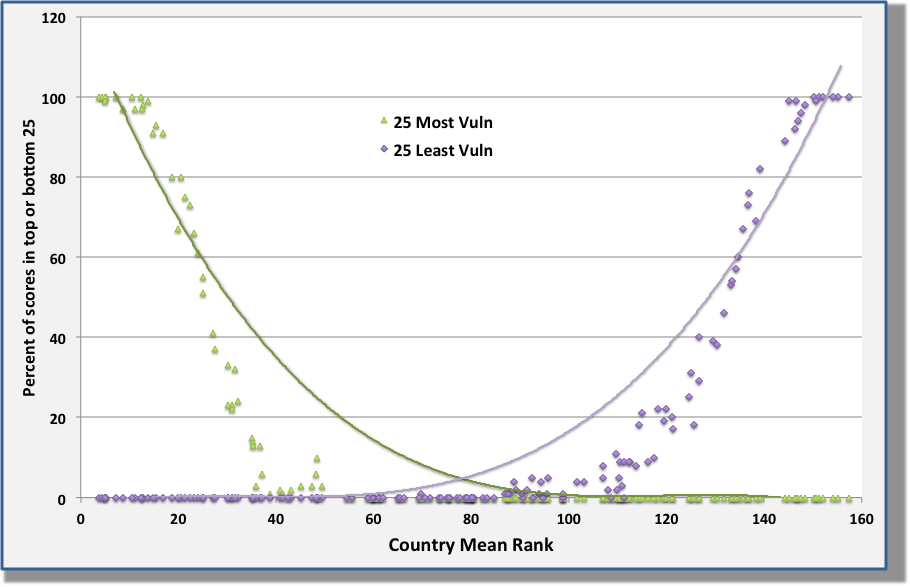 120
100
80
60
40
20
0
Percent of scores in top or bottom 25
25 Most Vuln
25 Least Vuln
0 20 40 60 80 100 120 140 160
Country Mean Rank